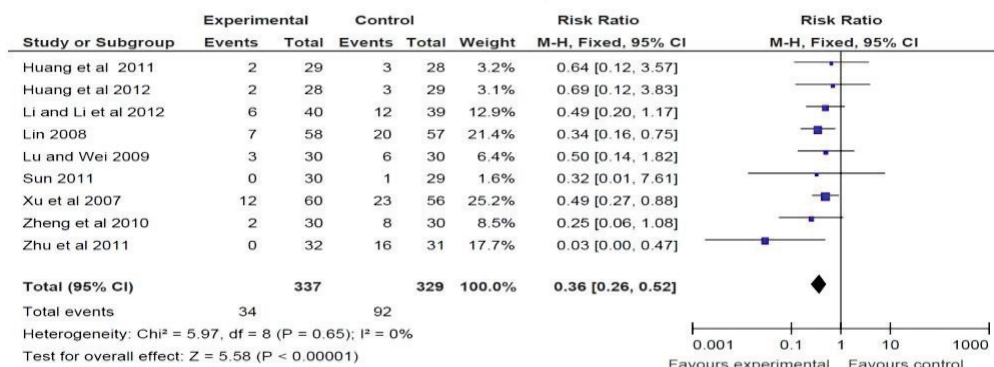 Experimental Control Risk Ratio Risk Ratio
Study or Subgroup Events Total Events Total Weight M-H, Fixed, 95% CI M-H, Fixed, 95% CI
Huang et al 2011 2 29 3 28 3.2% 0.64 [0.12, 3.57]
Huang et al 2012 2 28 3 29 3.1% 0.69 [0.12, 3.83]
Li and Li et al 2012 6 40 12 39 12.9% 0.49 [0.20, 1.17]
Lin 2008 7 58 20 57 21.4% 0.34 [0.16, 0.75]
Lu and Wei 2009 3 30 6 30 6.4% 0.50 [0.14, 1.82]
Sun 2011 0 30 1 29 1.6% 0.32 [0.01, 7.61]
Xu et al 2007 12 60 23 56 25.2% 0.49 [0.27, 0.88]
Zheng et al 2010 2 30 8 30 8.5% 0.25 [0.06, 1.08]
Zhu et al 2011 0 32 16 31 17.7% 0.03 [0.00, 0.47]
Total (95% CI) 337 329 100.0% 0.36 [0.26, 0.52]
Total events 34 92
Heterogeneity: Chi² = 5.97, df = 8 (P = 0.65); I² = 0%
Test for overall effect: Z = 5.58 (P < 0.00001)
0.001 0.1 1 10 1000
Favours experimental Favours control